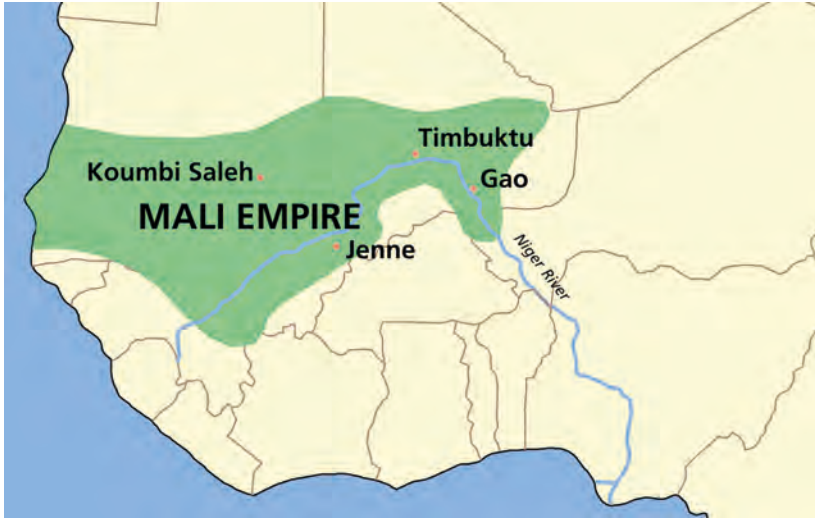 Timbuktu
Koumbi Saleh
Gao
MALI EMPIRE
Jenne
Niger River